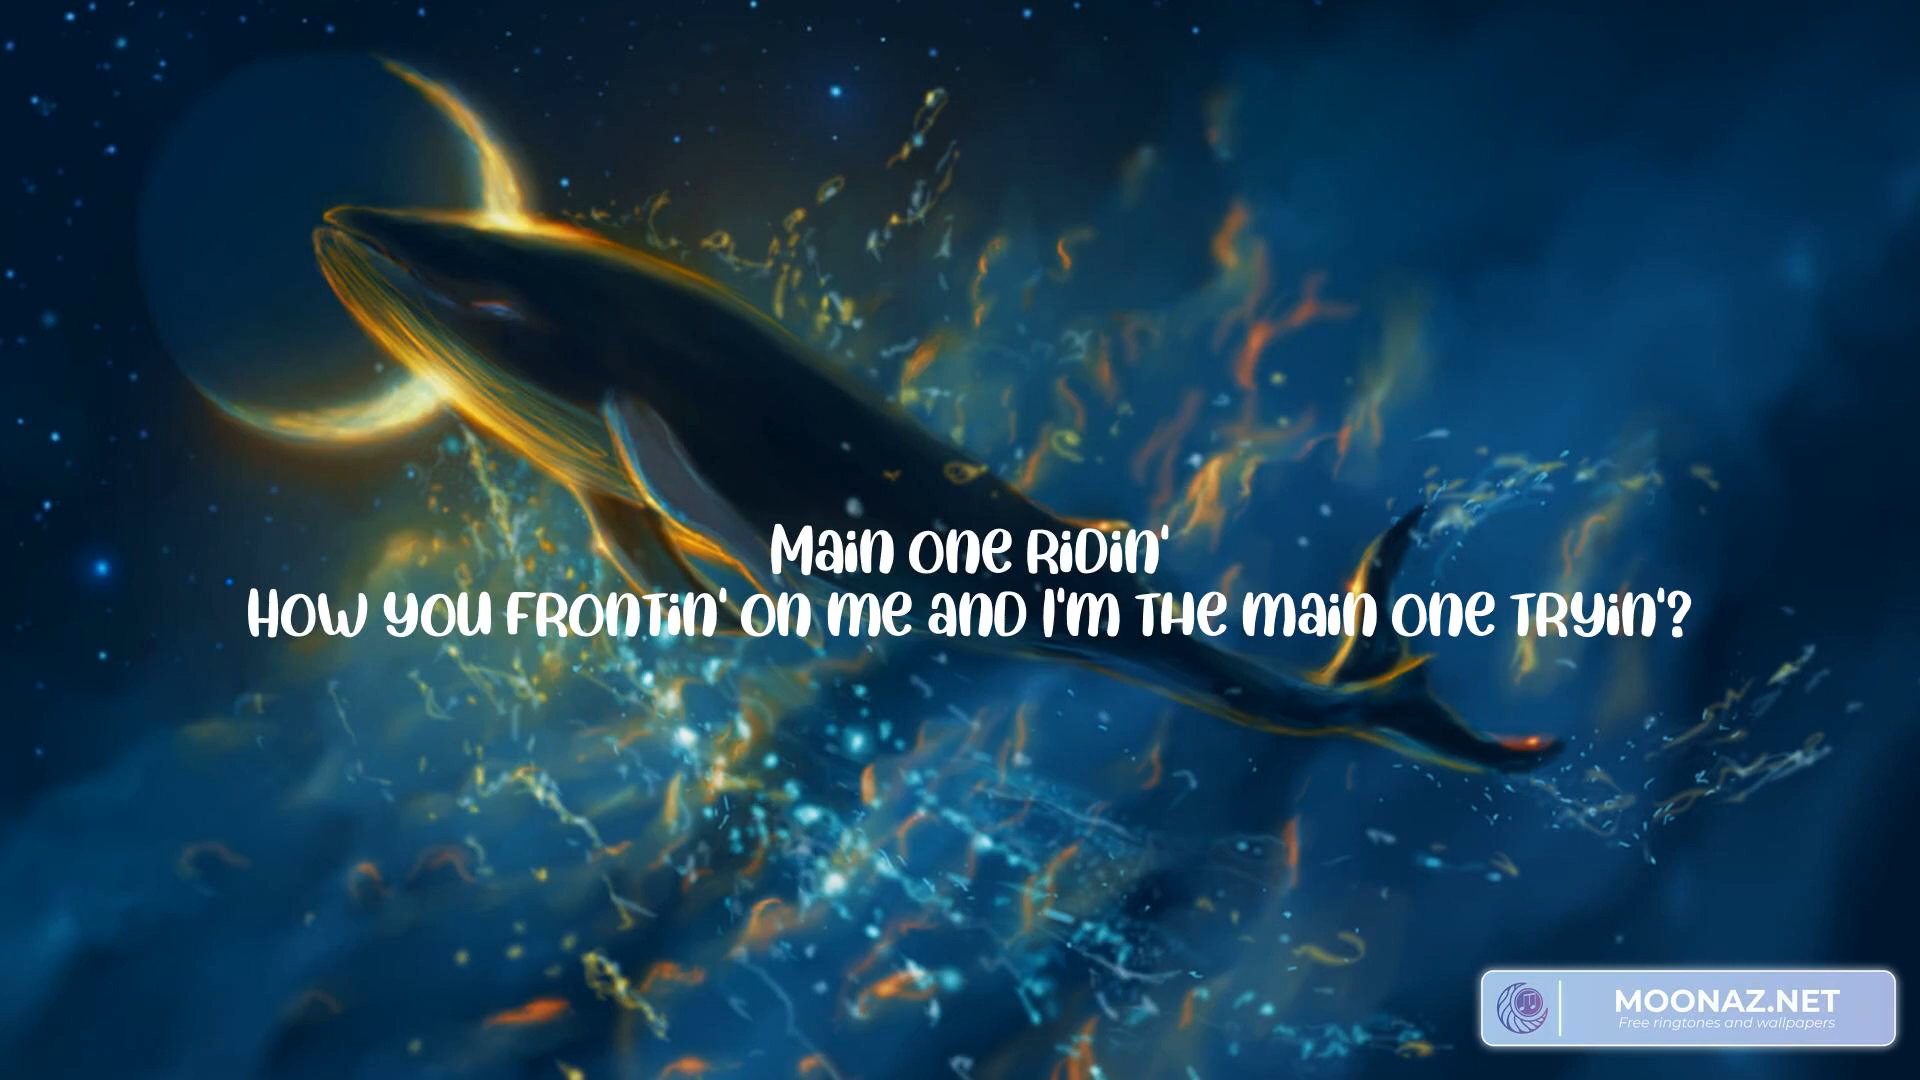 Main one ridin'
How you frontin' on me and I'm the main one tryin'?
MOONAZ.NET
Free ringtones and wallpapers